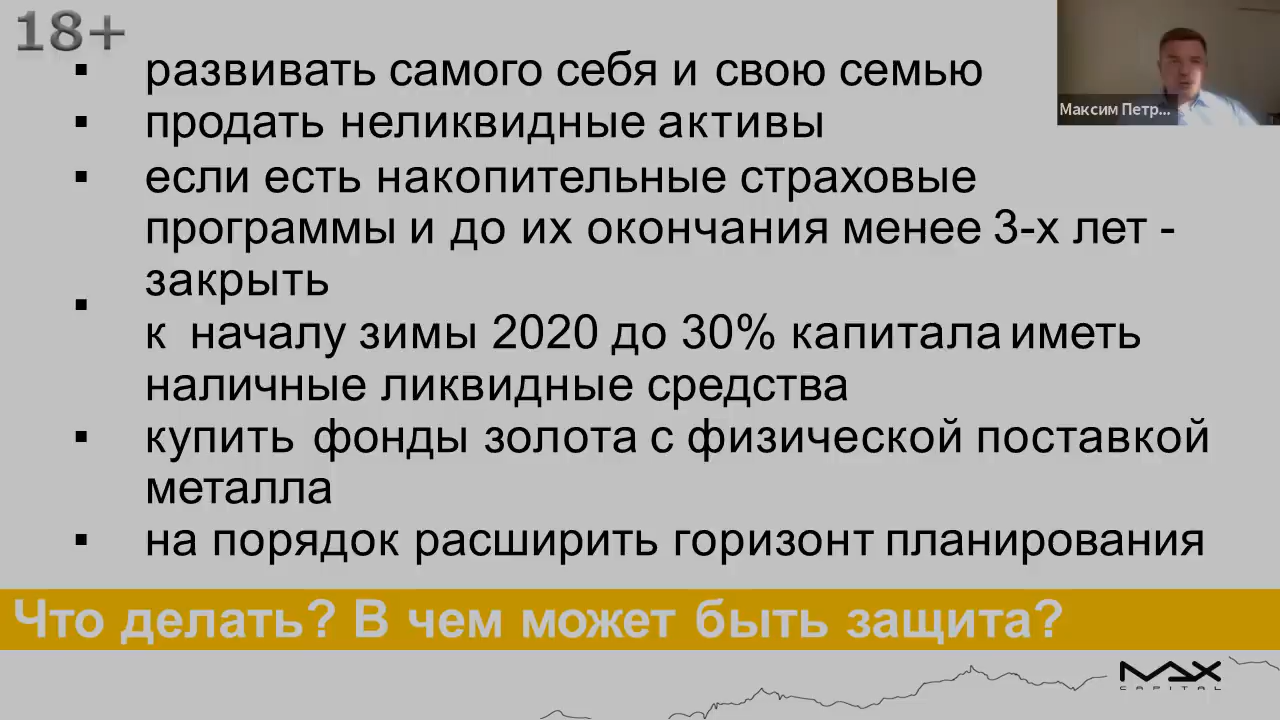 18+
Максим Петр...
развивать самого себя и свою семью
продать неликвидные активы
если есть накопительные страховые
программы и до их окончания менее 3-х лет -
закрыть
к началу зимы 2020 до 30% капитала иметь
наличные ликвидные средства
купить фонды золота с физической поставкой
металла
на порядок расширить горизонт планирования
Что делать? В чем может быть защита?
MAX
CAPITAL